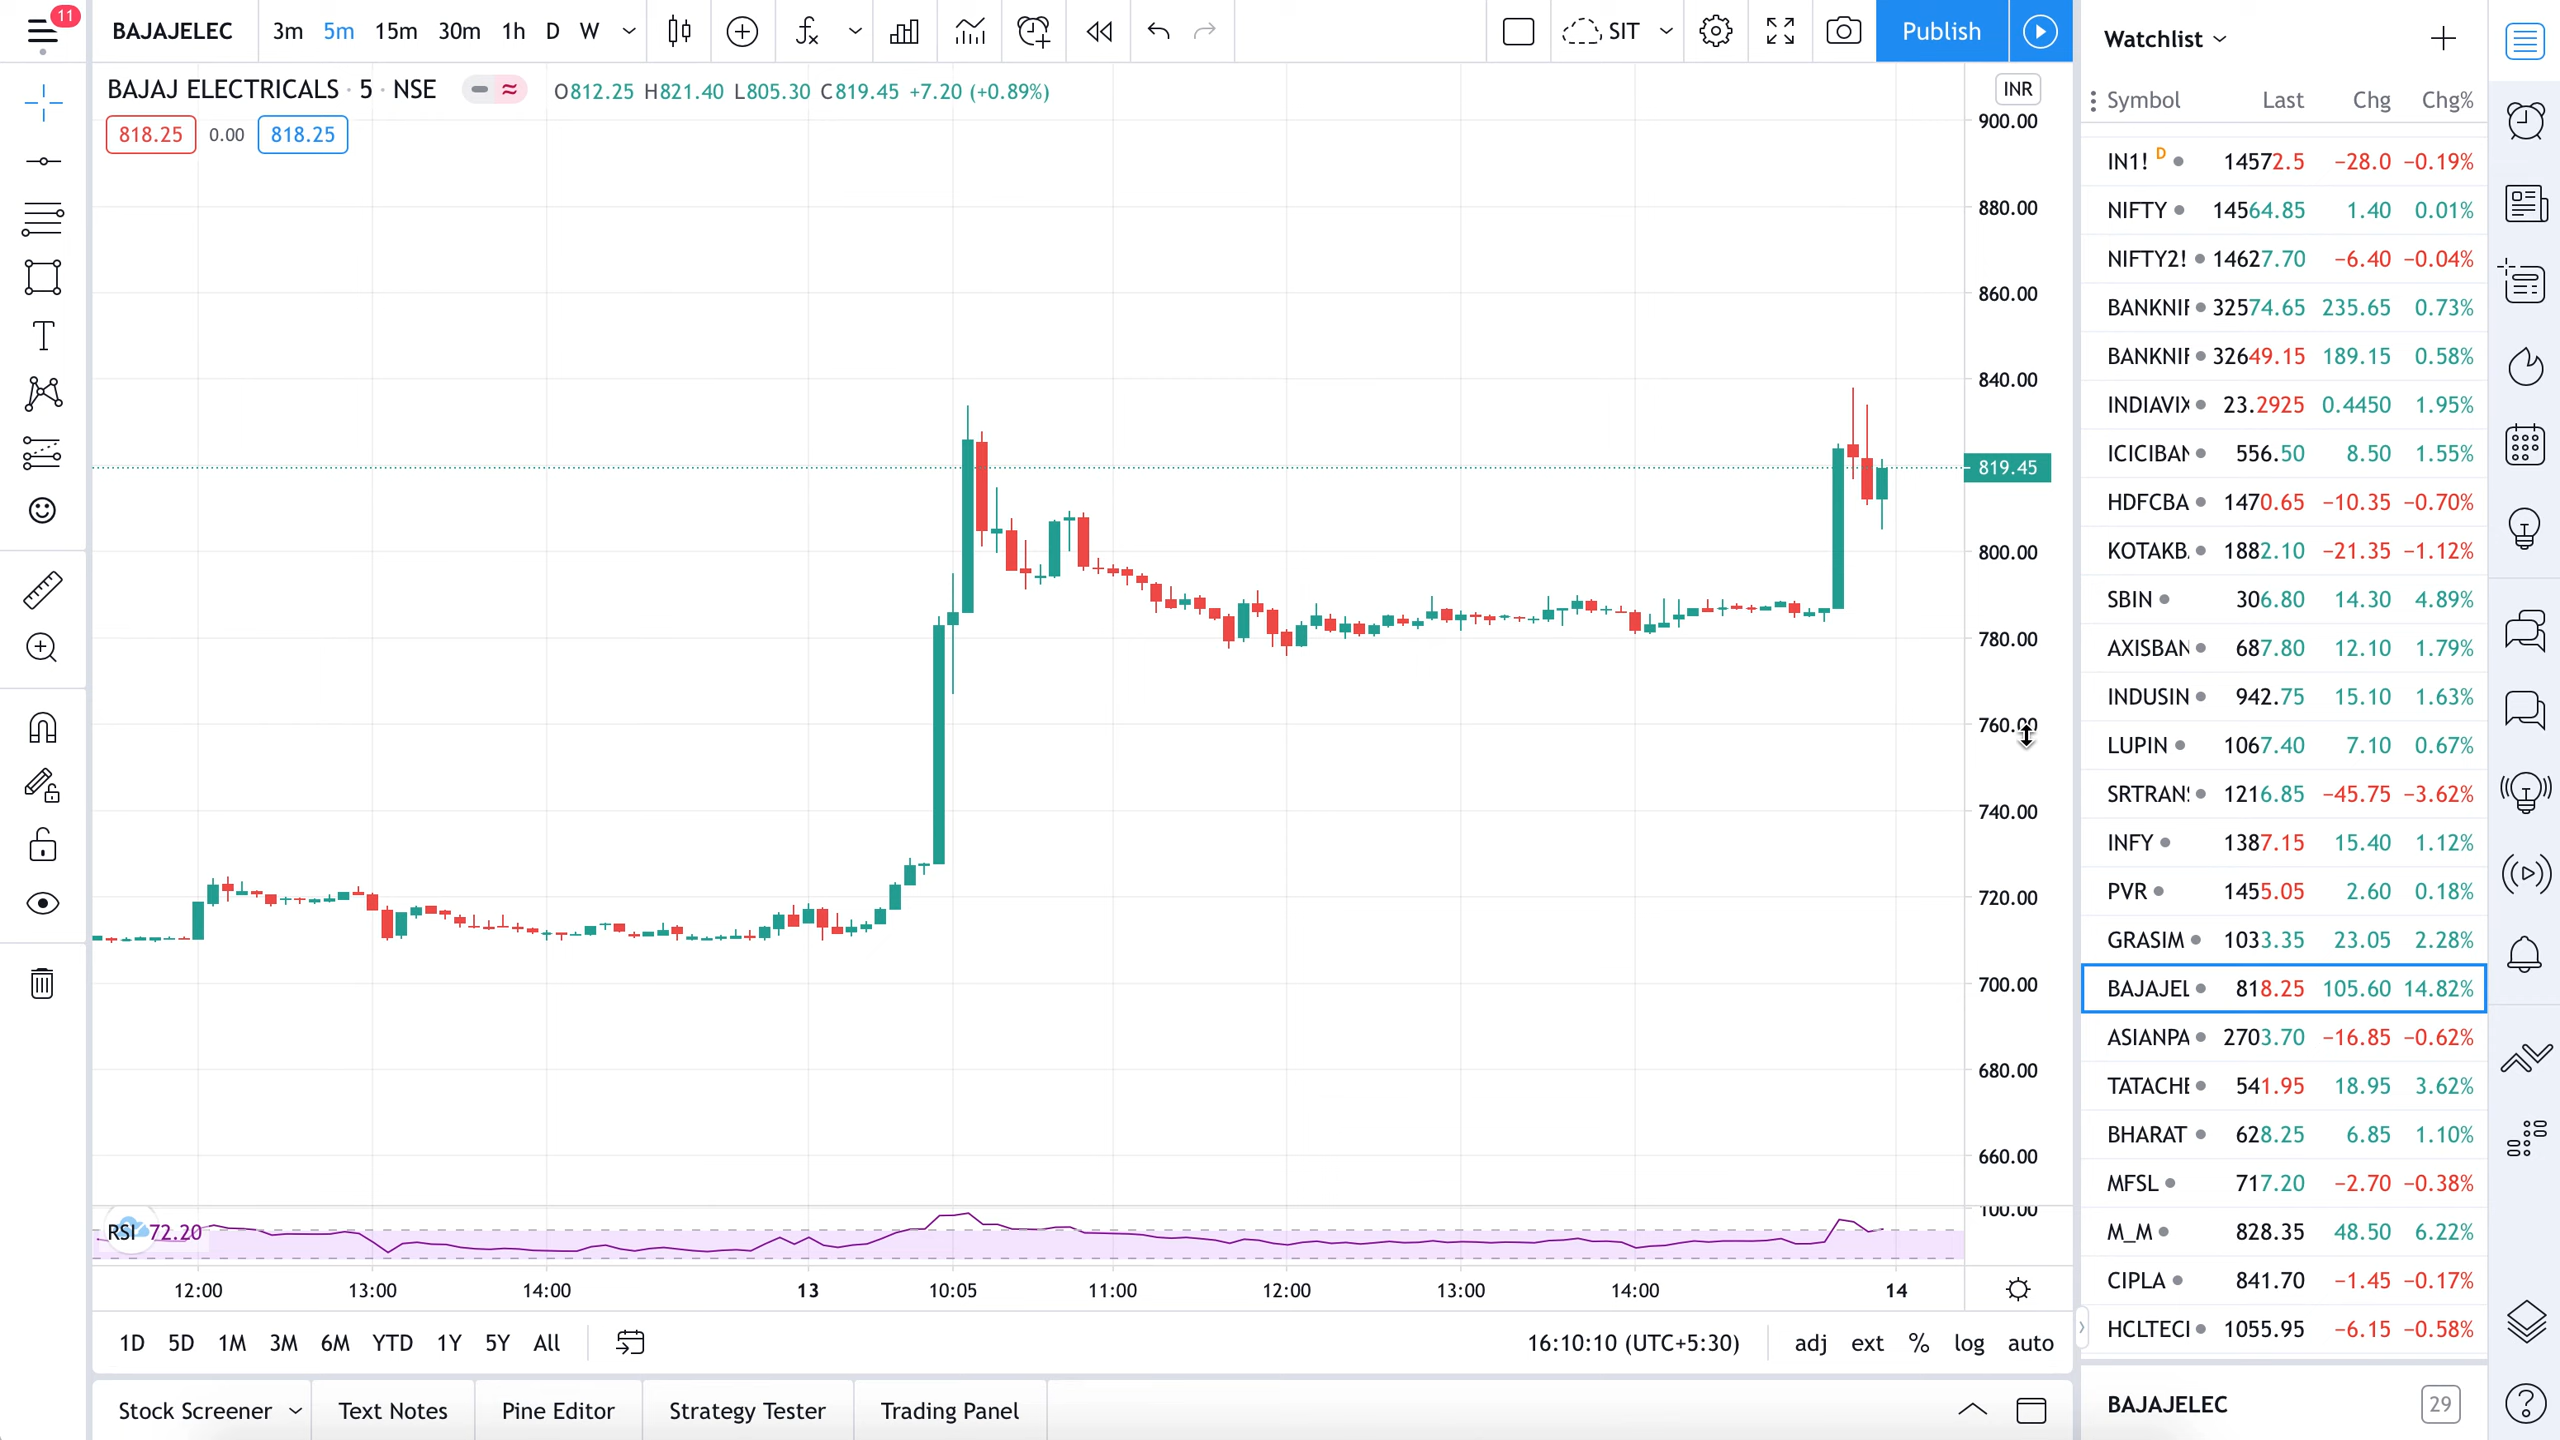 11
BAJAJELEC 3m 5m 15m 30m 1h D W SIT Publish
BAJAJ ELECTRICALS · 5 · NSE O812.25 H821.40 L805.30 C819.45 +7.20 (+0.89%)
818.25 0.00 818.25
INR
900.00
880.00
860.00
840.00
819.45
800.00
780.00
760.00
740.00
720.00
700.00
680.00
660.00
100.00
RSI 72.20
12:00 13:00 14:00 13 10:05 11:00 12:00 13:00 14:00 14
1D 5D 1M 3M 6M YTD 1Y 5Y All 16:10:10 (UTC+5:30) adj ext % log auto
Stock Screener Text Notes Pine Editor Strategy Tester Trading Panel
Watchlist
Symbol Last Chg Chg%
IN1! D 14572.5 −28.0 −0.19%
NIFTY 14564.85 1.40 0.01%
NIFTY2! 14627.70 −6.40 −0.04%
BANKNIF 32574.65 235.65 0.73%
BANKNIF 32649.15 189.15 0.58%
INDIAVIX 23.2925 0.4450 1.95%
ICICIBAN 556.50 8.50 1.55%
HDFCBA 1470.65 −10.35 −0.70%
KOTAKB 1882.10 −21.35 −1.12%
SBIN 306.80 14.30 4.89%
AXISBAN 687.80 12.10 1.79%
INDUSIN 942.75 15.10 1.63%
LUPIN 1067.40 7.10 0.67%
SRTRANS 1216.85 −45.75 −3.62%
INFY 1387.15 15.40 1.12%
PVR 1455.05 2.60 0.18%
GRASIM 1033.35 23.05 2.28%
BAJAJEL 818.25 105.60 14.82%
ASIANPA 2703.70 −16.85 −0.62%
TATACHE 541.95 18.95 3.62%
BHARAT 628.25 6.85 1.10%
MFSL 717.20 −2.70 −0.38%
M_M 828.35 48.50 6.22%
CIPLA 841.70 −1.45 −0.17%
HCLTECH 1055.95 −6.15 −0.58%
BAJAJELEC 29